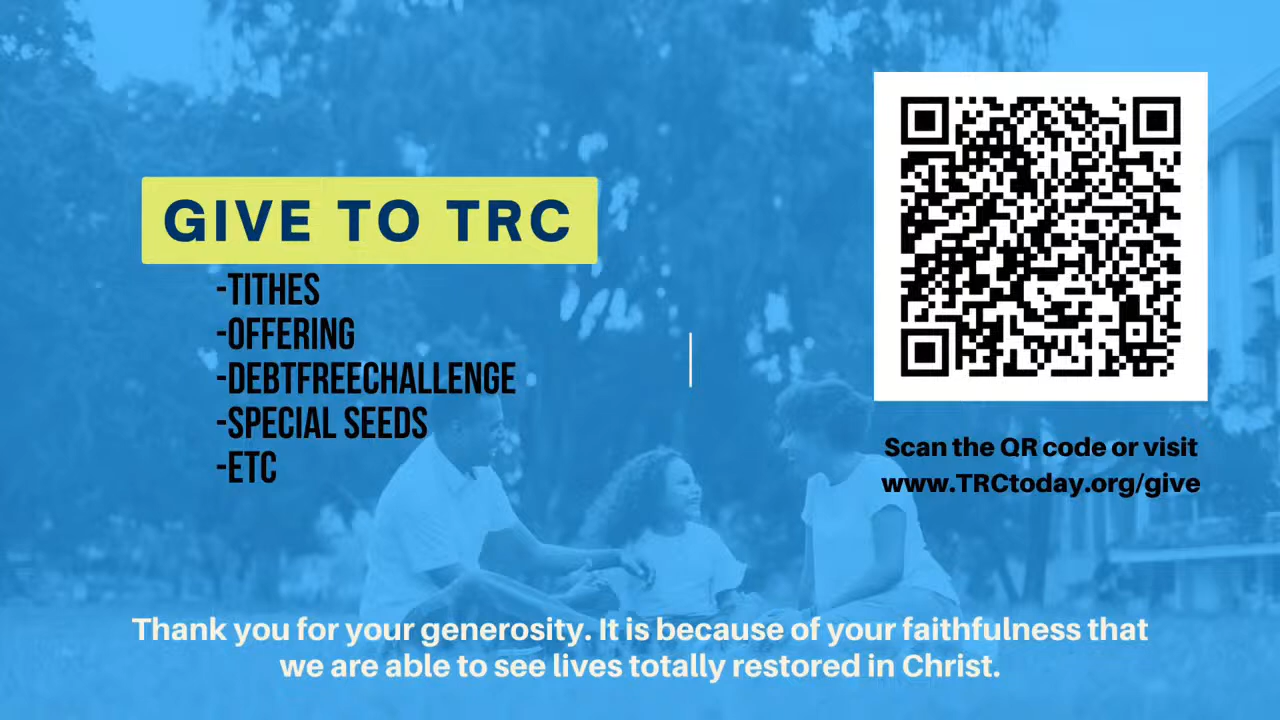 GIVE TO TRC
-TITHES
-OFFERING
-DEBTFREECHALLENGE
-SPECIAL SEEDS
-ETC
Scan the QR code or visit
www.TRCtoday.org/give
Thank you for your generosity. It is because of your faithfulness that
we are able to see lives totally restored in Christ.